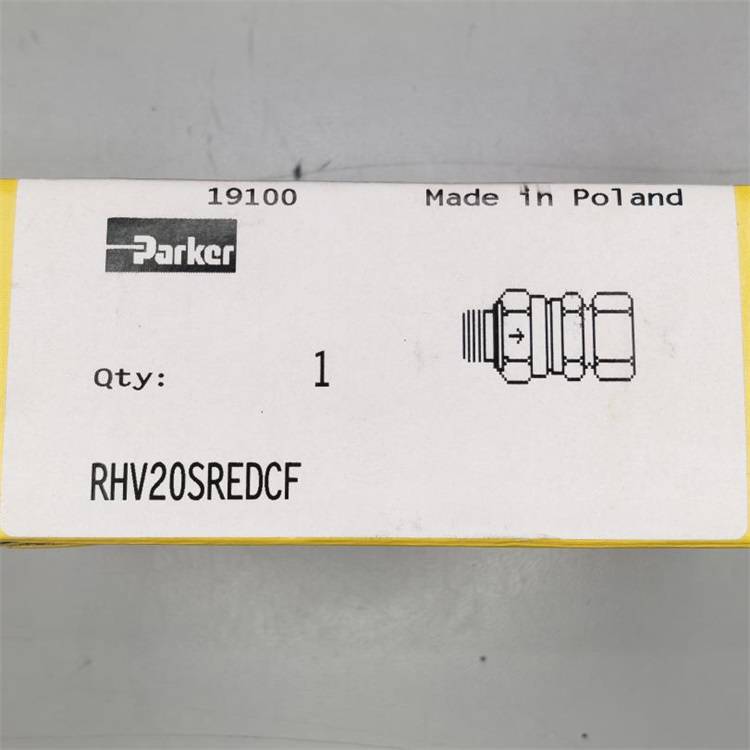 19100 Made in Poland
Parker
Qty: 1
RHV20SREDCF